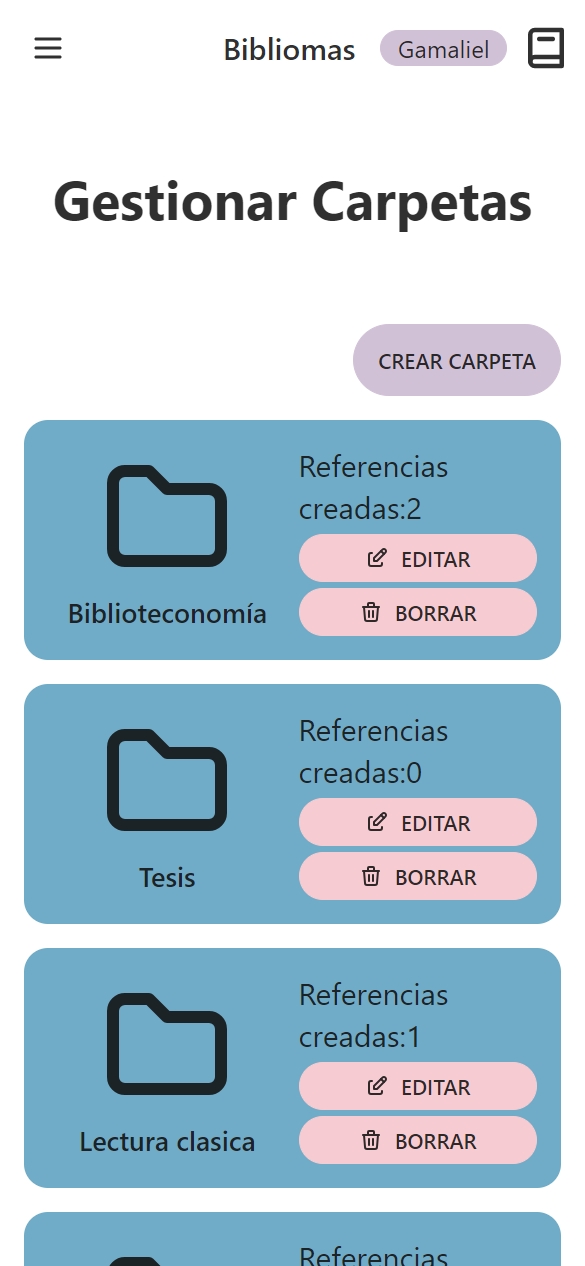 Bibliomas Gamaliel
Gestionar Carpetas
CREAR CARPETA
Referencias
creadas:2
EDITAR
BORRAR
Biblioteconomía
Referencias
creadas:0
EDITAR
BORRAR
Tesis
Referencias
creadas:1
EDITAR
BORRAR
Lectura clasica
Referencias